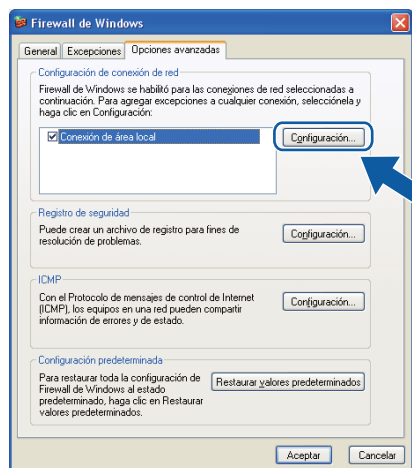 Firewall de Windows
General Excepciones Opciones avanzadas
Configuración de conexión de red
Firewall de Windows se habilitó para las conexiones de red seleccionadas a
continuación. Para agregar excepciones a cualquier conexión, selecciónela y
haga clic en Configuración:
Conexión de área local
Configuración...
Registro de seguridad
Puede crear un archivo de registro para fines de
resolución de problemas.
Configuración...
ICMP
Con el Protocolo de mensajes de control de Internet
(ICMP), los equipos en una red pueden compartir
información de errores y de estado.
Configuración...
Configuración predeterminada
Para restaurar toda la configuración de
Firewall de Windows al estado
predeterminado, haga clic en Restaurar
valores predeterminados.
Restaurar valores predeterminados
Aceptar Cancelar